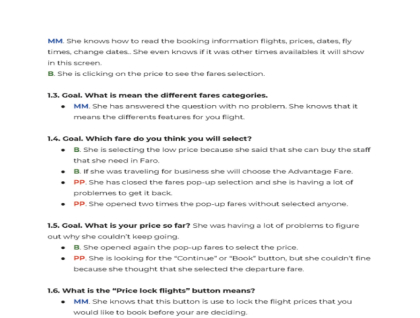 MM. She knows how to read the booking information flights, prices, dates, fly
times, change dates.. She even knows if it was other times availables it will show
in this screen.
B. She is clicking on the price to see the fares selection.
1.3. Goal. What is mean the different fares categories.
● MM. She has answered the question with no problem. She knows that it
means the differents features for you flight.
1.4. Goal. Which fare do you think you will select?
● B. She is selecting the low price because she said that she can buy the staff
that she need in Faro.
● B. If she was traveling for business she will choose the Advantage Fare.
● PP. She has closed the fares pop-up selection and she is having a lot of
problemes to get it back.
● PP. She opened two times the pop-up fares without selected anyone.
1.5. Goal. What is your price so far? She was having a lot of problems to figure
out why she couldn't keep going.
● B. She opened again the pop-up fares to select the price.
● PP. She is looking for the “Continue” or “Book” button, but she couldn't fine
because she thought that she selected the departure fare.
1.6. What is the “Price lock flights” button means?
● MM. She knows that this button is use to lock the flight prices that you
would like to book before your are deciding.